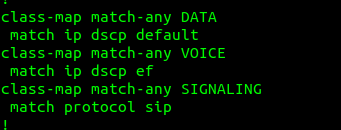 !
class-map match-any DATA
 match ip dscp default
class-map match-any VOICE
 match ip dscp ef
class-map match-any SIGNALING
 match protocol sip
!